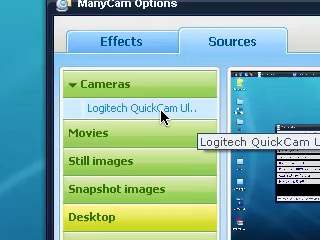 ManyCam Options
Effects
Sources
Cameras
Logitech QuickCam Ul..
Logitech QuickCam U
Movies
Still images
Snapshot images
Desktop